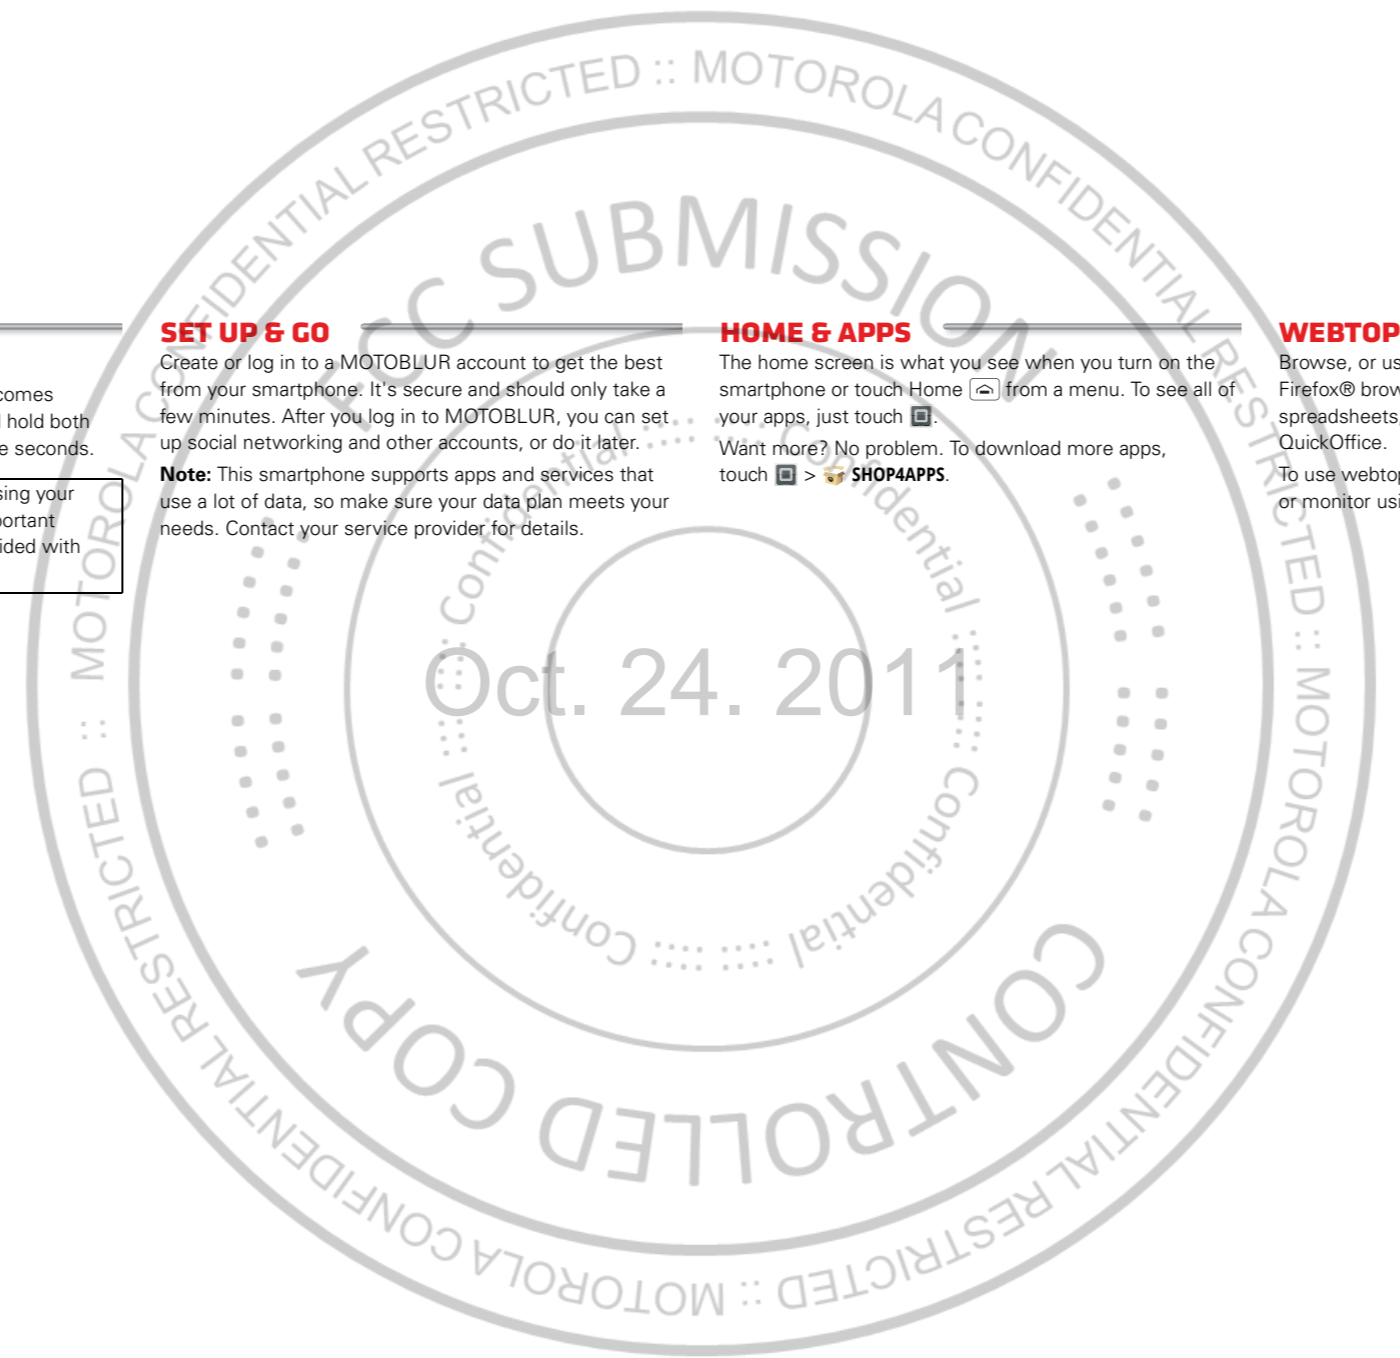 comes
hold both
e seconds.
sing your
portant
ided with
SET UP & GO
Create or log in to a MOTOBLUR account to get the best
from your smartphone. It's secure and should only take a
few minutes. After you log in to MOTOBLUR, you can set
up social networking and other accounts, or do it later.
Note: This smartphone supports apps and services that
use a lot of data, so make sure your data plan meets your
needs. Contact your service provider for details.
HOME & APPS
The home screen is what you see when you turn on the
smartphone or touch Home from a menu. To see all of
your apps, just touch .
Want more? No problem. To download more apps,
touch > SHOP4APPS.
WEBTOP
Browse, or us
Firefox® brow
spreadsheets,
QuickOffice.
To use webtop
or monitor usi
MOTOROLA CONFIDENTIAL RESTRICTED :: MOTOROLA CONFIDENTIAL RESTRICTED :: MOTOROLA CONFIDENTIAL RESTRICTED ::
FCC SUBMISSION
CONTROLLED COPY
:::: Confidential :::: :::: Confidential :::: :::: Confidential :::: :::: Confidential ::::
Oct. 24. 2011